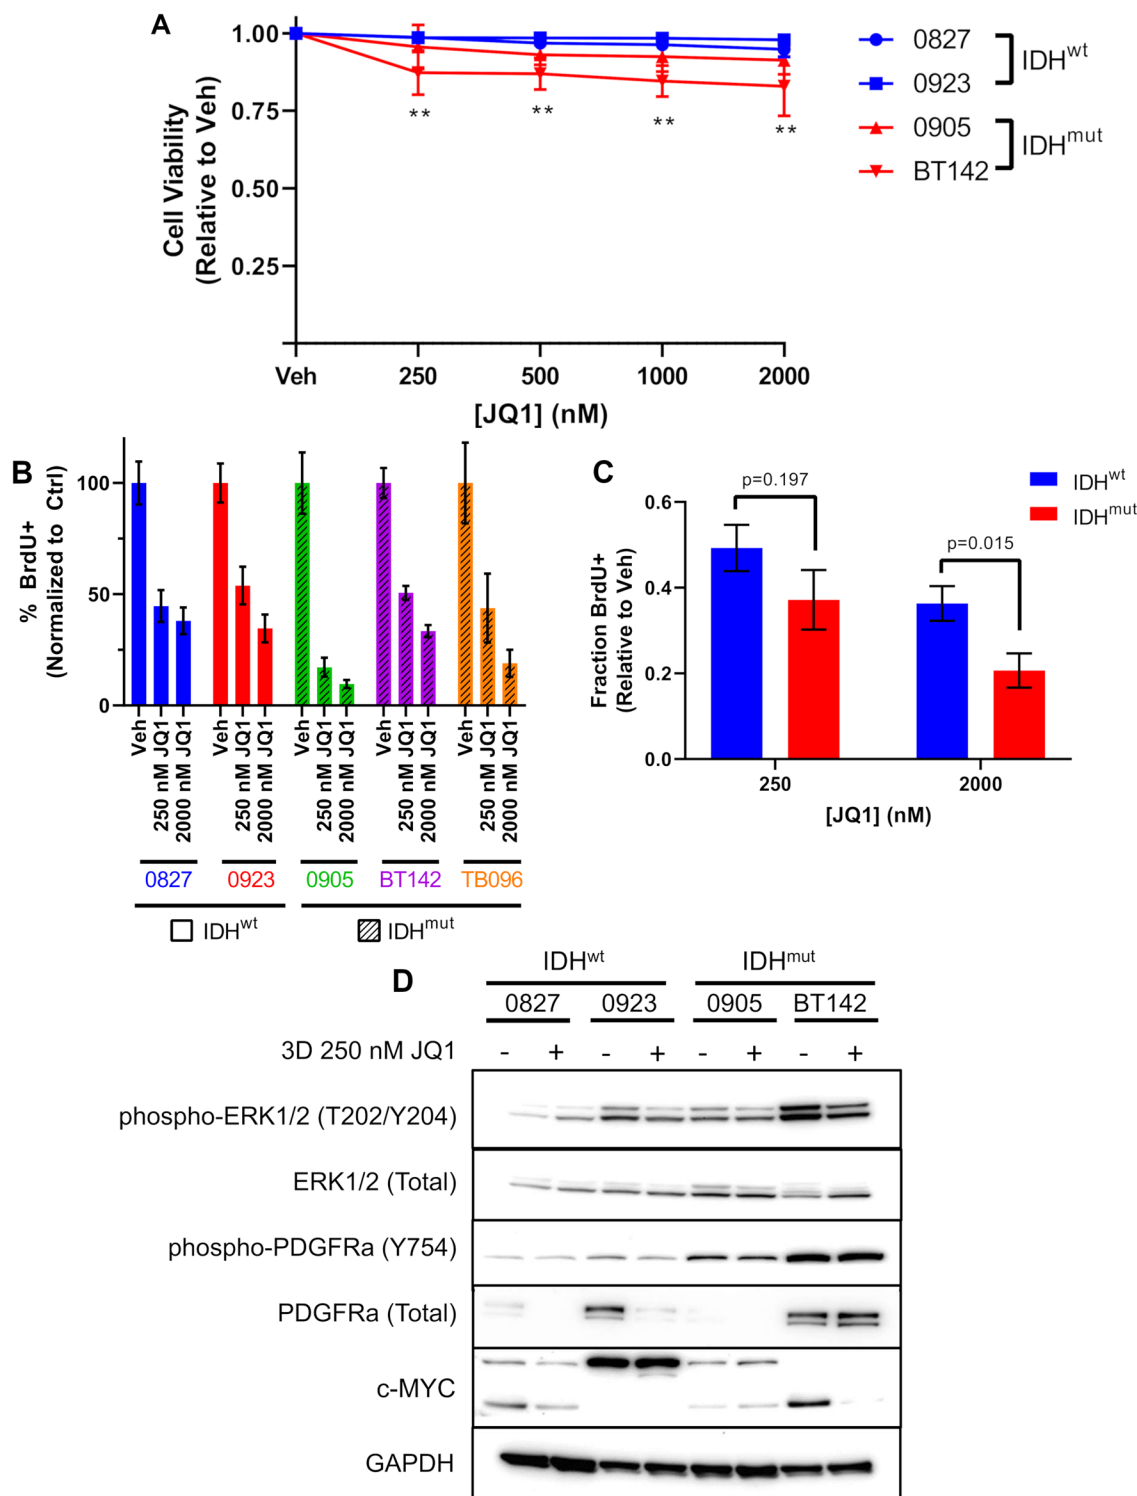 A
1.00
0.75
0.50
0.25
Cell Viability
(Relative to Veh)
**
**
**
**
Veh
250
500
1000
2000
[JQ1] (nM)
0827
0923
IDHwt
0905
BT142
IDHmut
B
% BrdU+
(Normalized to Ctrl)
100
50
0
Veh
250 nM JQ1
2000 nM JQ1
Veh
250 nM JQ1
2000 nM JQ1
Veh
250 nM JQ1
2000 nM JQ1
Veh
250 nM JQ1
2000 nM JQ1
Veh
250 nM JQ1
2000 nM JQ1
0827
0923
0905
BT142
TB096
IDHwt
IDHmut
C
Fraction BrdU+
(Relative to Veh)
0.6
0.4
0.2
0.0
p=0.197
p=0.015
IDHwt
IDHmut
250
2000
[JQ1] (nM)
D
IDHwt
IDHmut
0827
0923
0905
BT142
3D 250 nM JQ1 - + - + - + - +
phospho-ERK1/2 (T202/Y204)
ERK1/2 (Total)
phospho-PDGFRa (Y754)
PDGFRa (Total)
c-MYC
GAPDH